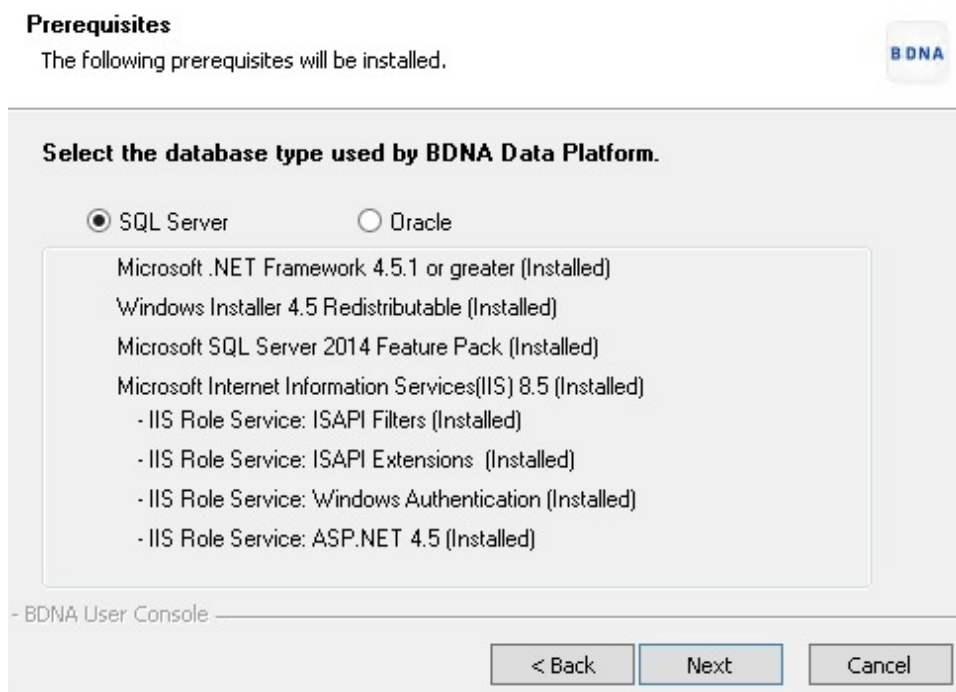 Prerequisites
The following prerequisites will be installed.
BDNA
Select the database type used by BDNA Data Platform.
SQL Server Oracle
Microsoft .NET Framework 4.5.1 or greater (Installed)
Windows Installer 4.5 Redistributable (Installed)
Microsoft SQL Server 2014 Feature Pack (Installed)
Microsoft Internet Information Services(IIS) 8.5 (Installed)
- IIS Role Service: ISAPI Filters (Installed)
- IIS Role Service: ISAPI Extensions (Installed)
- IIS Role Service: Windows Authentication (Installed)
- IIS Role Service: ASP.NET 4.5 (Installed)
- BDNA User Console
< Back Next Cancel